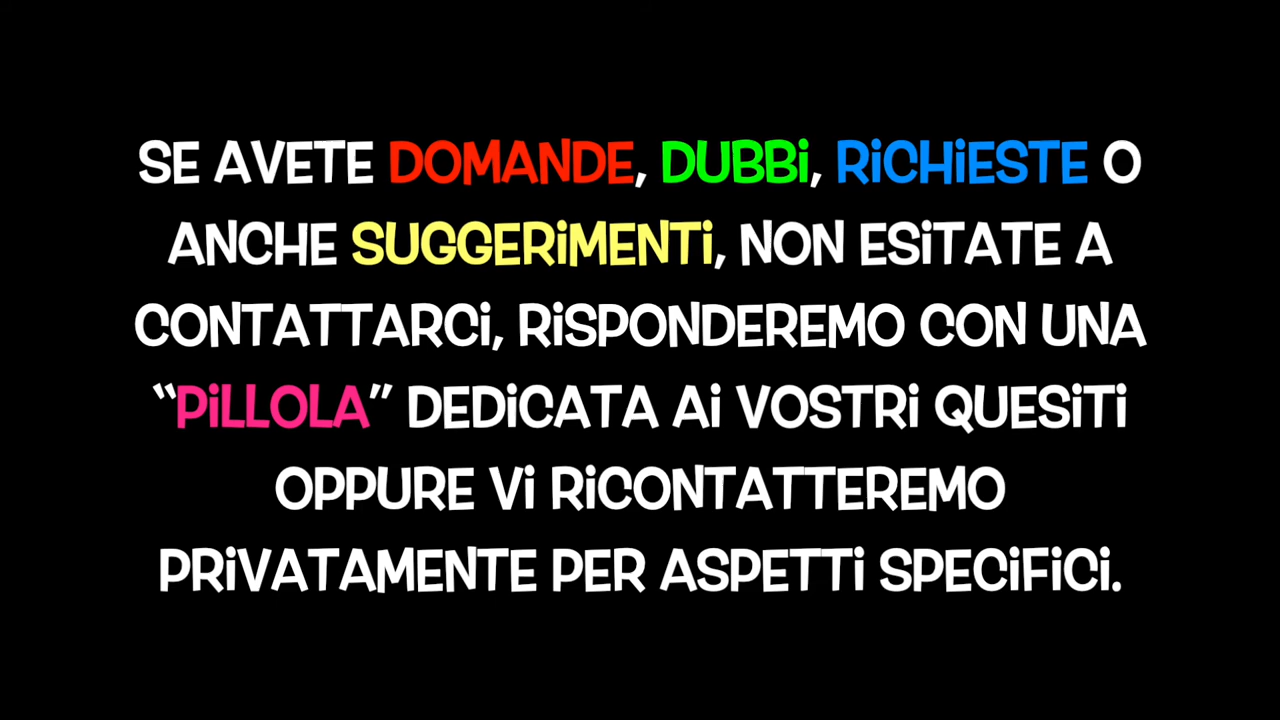 SE AVETE DOMANDE, DUBBi, RiCHiESTE O
ANCHE SUGGERiMENTi, NON ESiTATE A
CONTATTARCi, RiSPONDEREMO CON UNA
“PiLLOLA” DEDiCATA Ai VOSTRi QUESiTi
OPPURE Vi RiCONTATTEREMO
PRiVATAMENTE PER ASPETTi SPECiFiCi.